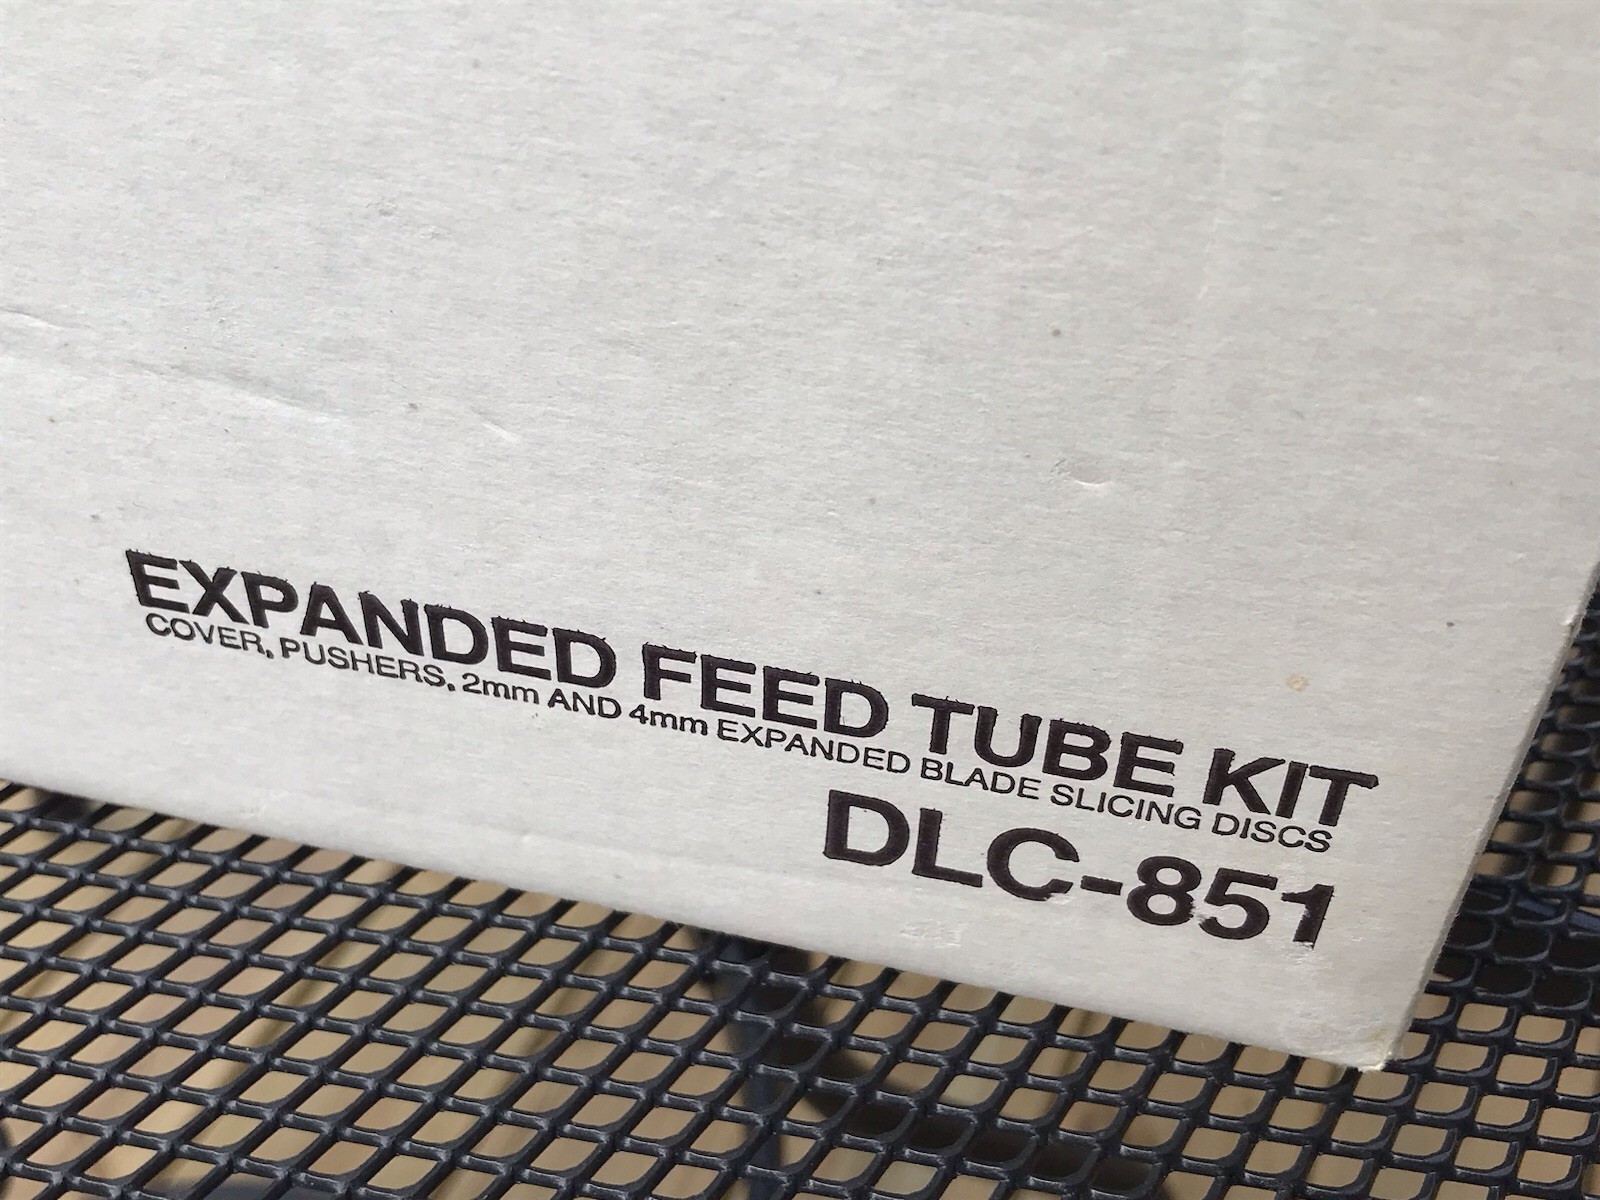 EXPANDED FEED TUBE KIT
COVER, PUSHERS, 2mm AND 4mm EXPANDED BLADE SLICING DISCS
DLC-851